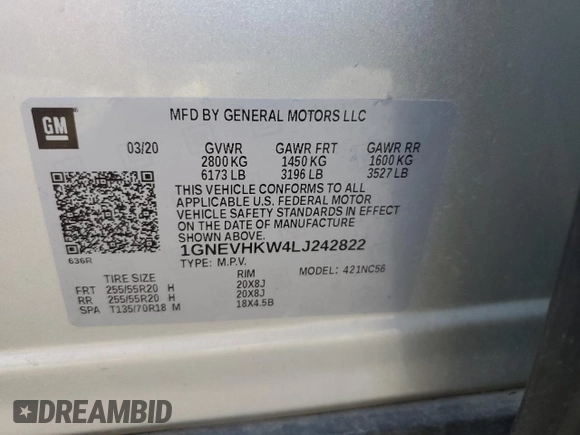 GM
MFD BY GENERAL MOTORS LLC
03/20 GVWR GAWR FRT GAWR RR
2800 KG 1450 KG 1600 KG
6173 LB 3196 LB 3527 LB
THIS VEHICLE CONFORMS TO ALL
APPLICABLE U.S. FEDERAL MOTOR
VEHICLE SAFETY STANDARDS IN EFFECT
ON THE DATE OF MANUFACTURE
SHOWN ABOVE.
636R
1GNEVHKW4LJ242822
TYPE: M.P.V. MODEL: 421NC56
TIRE SIZE RIM
FRT 255/55R20 H 20X8J
RR 255/55R20 H 20X8J
SPA T135/70R18 M 18X4.5B
DREAMBID